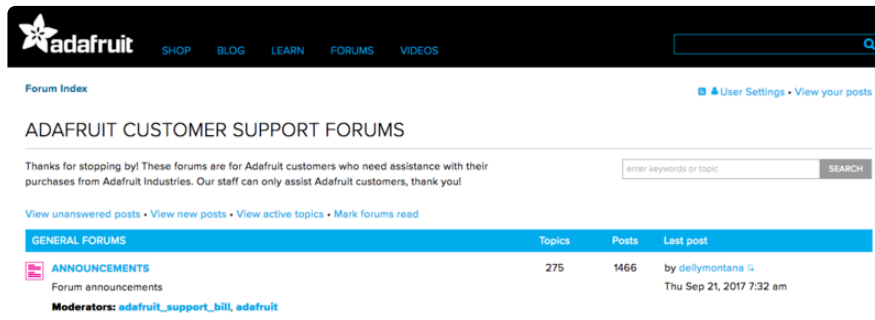 adafruit SHOP BLOG LEARN FORUMS VIDEOS
Forum Index User Settings • View your posts
ADAFRUIT CUSTOMER SUPPORT FORUMS
Thanks for stopping by! These forums are for Adafruit customers who need assistance with their
purchases from Adafruit Industries. Our staff can only assist Adafruit customers, thank you!
enter keywords or topic SEARCH
View unanswered posts • View new posts • View active topics • Mark forums read
GENERAL FORUMS Topics Posts Last post
ANNOUNCEMENTS 275 1466 by dellymontana
Forum announcements Thu Sep 21, 2017 7:32 am
Moderators: adafruit_support_bill, adafruit